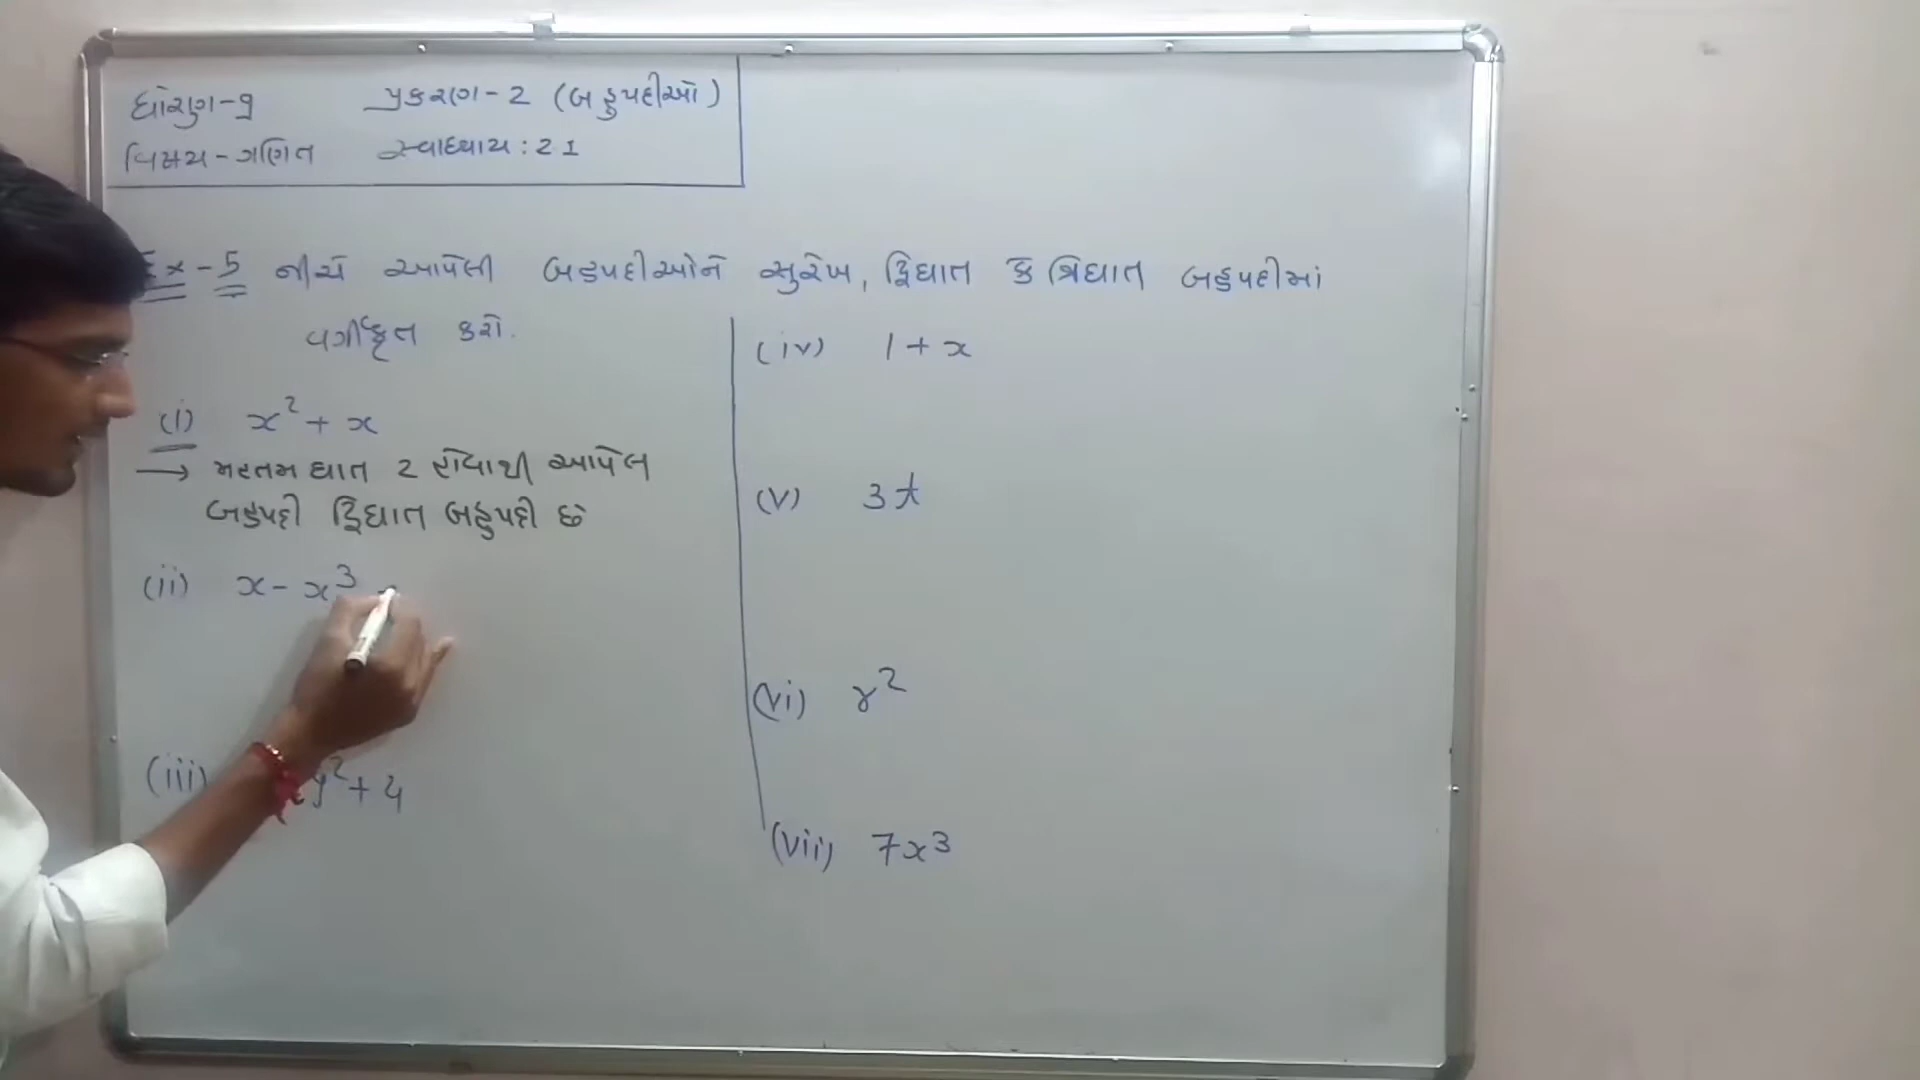 ધોરણ-૭ પ્રકરણ-2 (બહુપદીઓ)
વિષય-ગણિત સ્વાધ્યાય: 2 1
Ex-5 નીચે આપેલી બહુપદીઓને સુરેખ, દ્વિઘાત કે ત્રિઘાત બહુપદીમાં
વર્ગીકૃત કરો.
(i) x² + x
→ મહત્તમ ઘાત 2 હોવાથી આપેલ
બહુપદી દ્વિઘાત બહુપદી છે
(ii) x - x³
(iii) y² + 4
(iv) 1 + x
(v) 3t
(vi) r²
(vii) 7x³